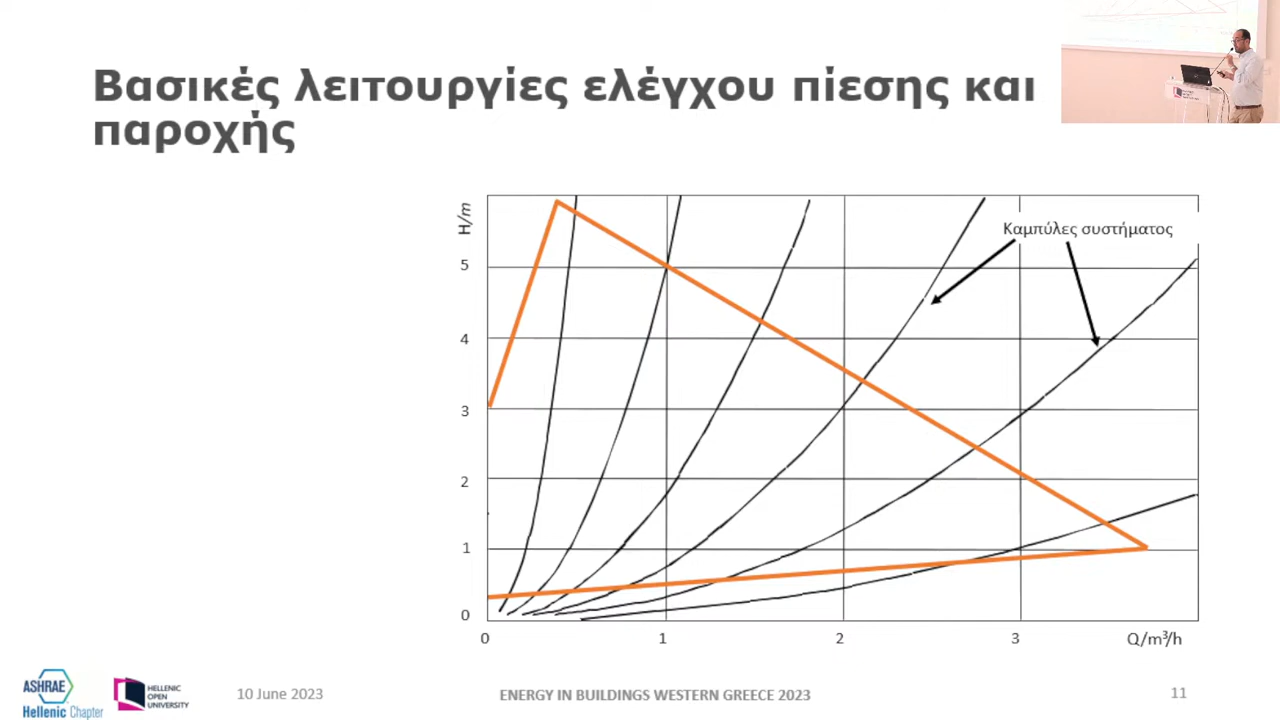 Βασικές λειτουργίες ελέγχου πίεσης και
παροχής
H/m
Καμπύλες συστήματος
5
4
3
2
1
0
0 1 2 3 Q/m³/h
ASHRAE
Hellenic Chapter
HELLENIC
OPEN
UNIVERSITY
10 June 2023
ENERGY IN BUILDINGS WESTERN GREECE 2023
11